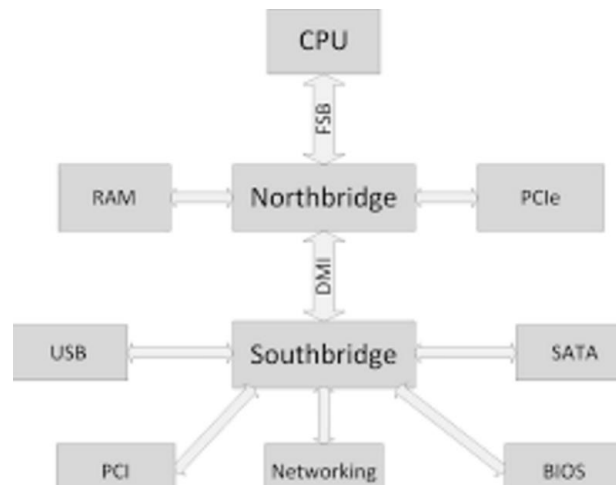 CPU
FSB
RAM
Northbridge
PCIe
DMI
USB
Southbridge
SATA
PCI
Networking
BIOS